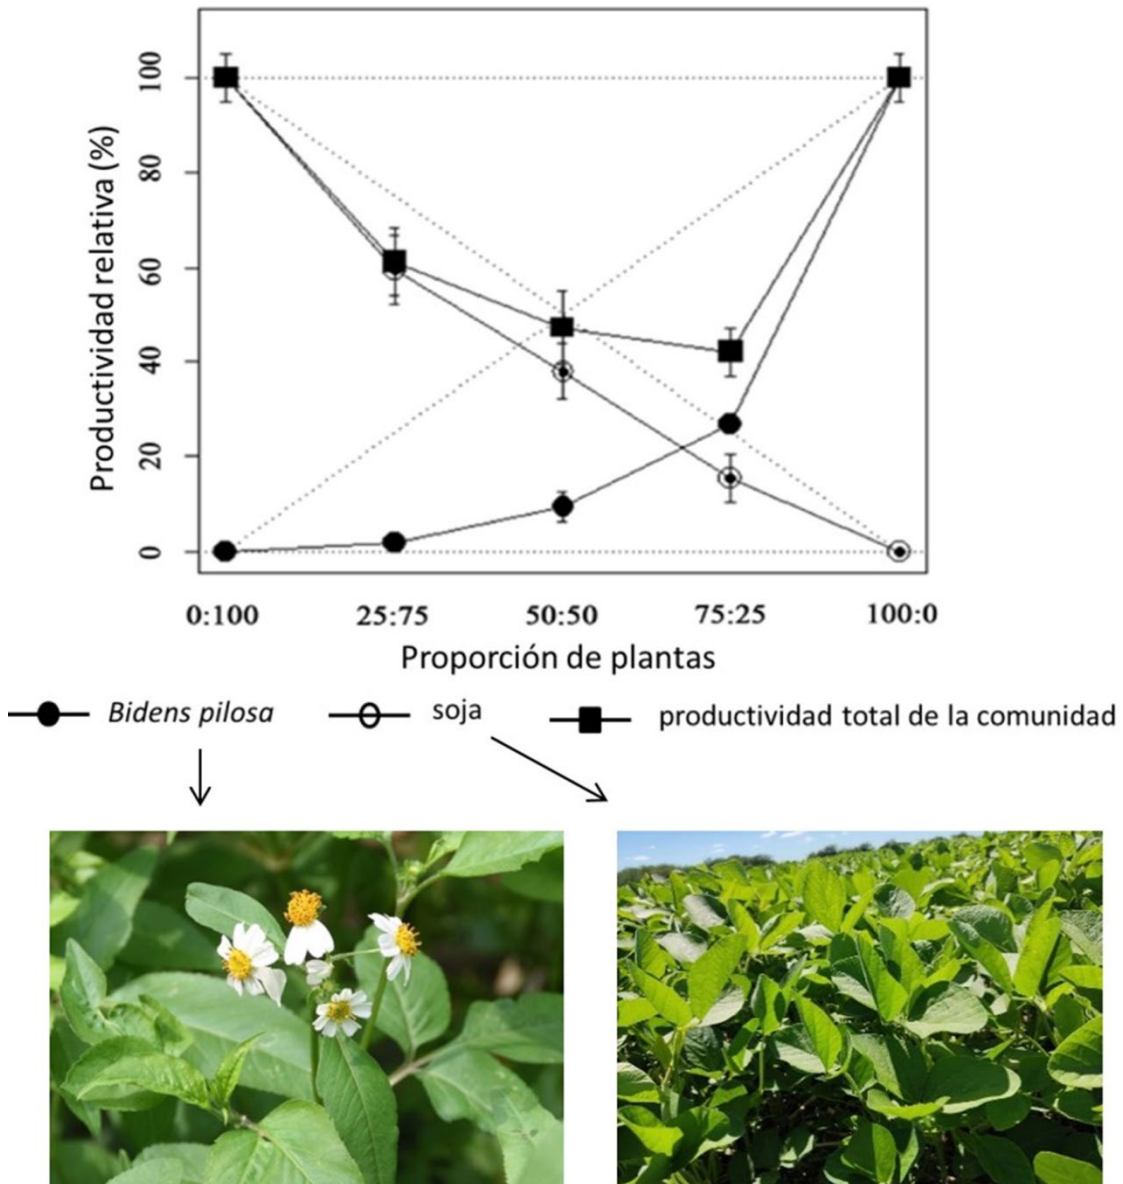 Productividad relativa (%)
100
80
60
40
20
0
0:100 25:75 50:50 75:25 100:0
Proporción de plantas
Bidens pilosa soja productividad total de la comunidad